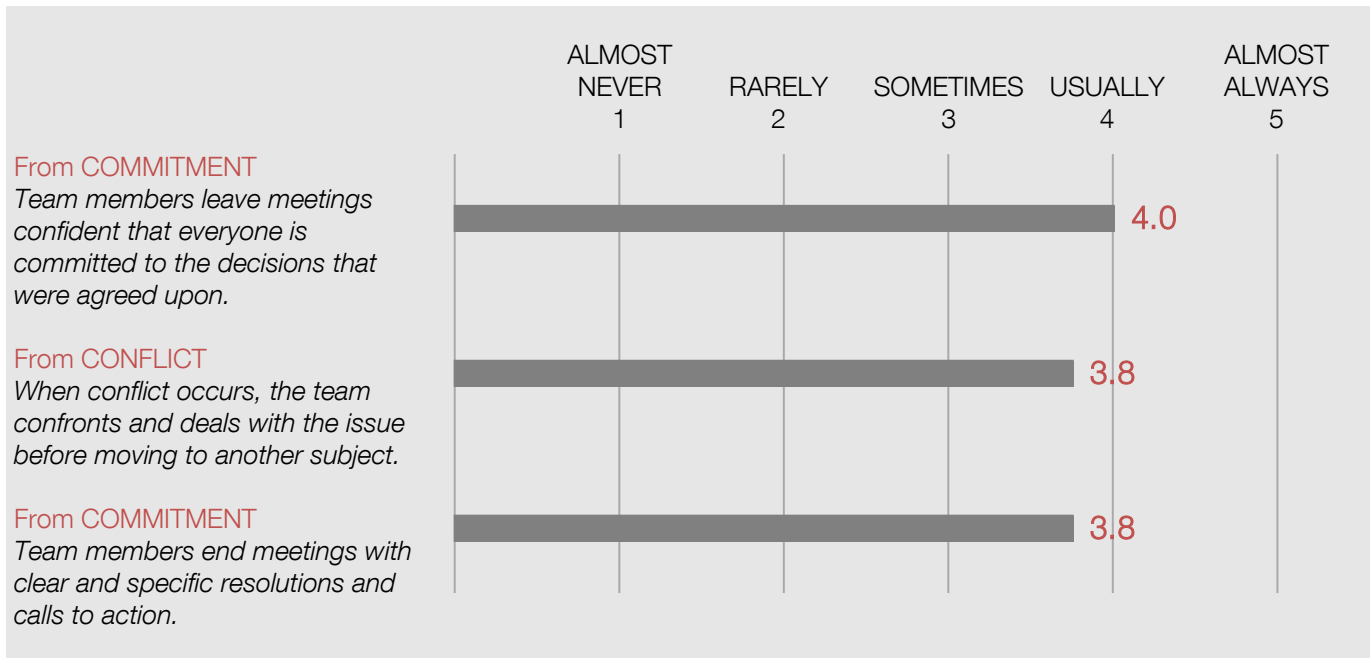 ALMOST NEVER 1
RARELY 2
SOMETIMES 3
USUALLY 4
ALMOST ALWAYS 5
From COMMITMENT
Team members leave meetings
confident that everyone is
committed to the decisions that
were agreed upon.
4.0
From CONFLICT
When conflict occurs, the team
confronts and deals with the issue
before moving to another subject.
3.8
From COMMITMENT
Team members end meetings with
clear and specific resolutions and
calls to action.
3.8